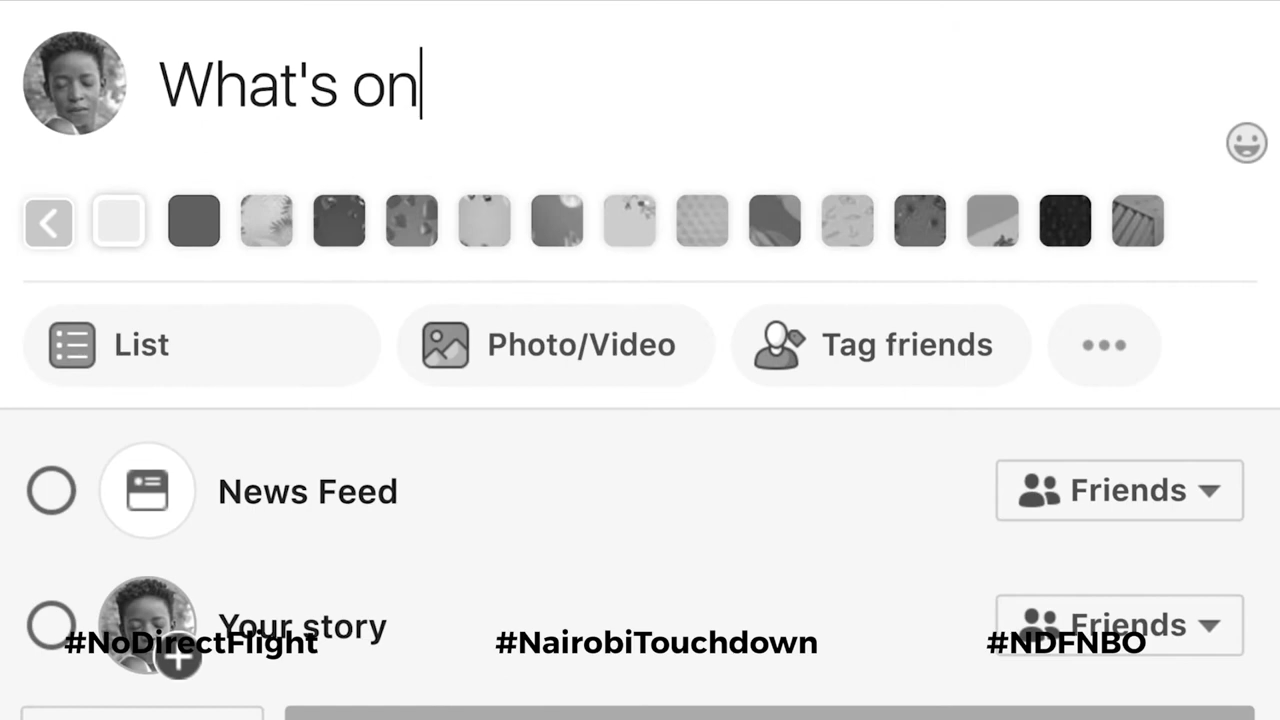 What's on
List
Photo/Video
Tag friends
News Feed
Friends
Your story
Friends
#NoDirectFlight
#NairobiTouchdown
#NDFNBO